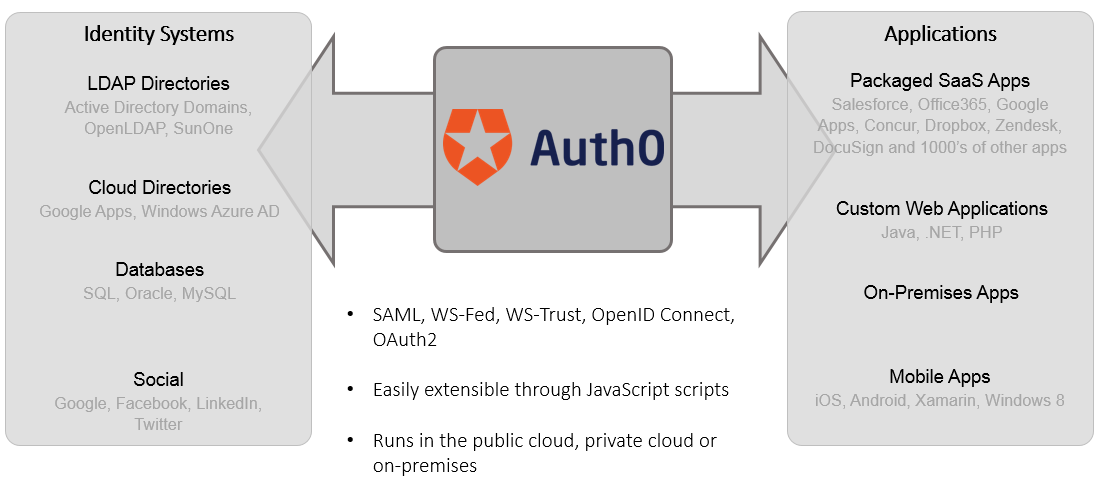 Identity Systems
LDAP Directories
Active Directory Domains,
OpenLDAP, SunOne
Cloud Directories
Google Apps, Windows Azure AD
Databases
SQL, Oracle, MySQL
Social
Google, Facebook, LinkedIn,
Twitter
Auth0
• SAML, WS-Fed, WS-Trust, OpenID Connect,
OAuth2
• Easily extensible through JavaScript scripts
• Runs in the public cloud, private cloud or
on-premises
Applications
Packaged SaaS Apps
Salesforce, Office365, Google
Apps, Concur, Dropbox, Zendesk,
DocuSign and 1000's of other apps
Custom Web Applications
Java, .NET, PHP
On-Premises Apps
Mobile Apps
iOS, Android, Xamarin, Windows 8